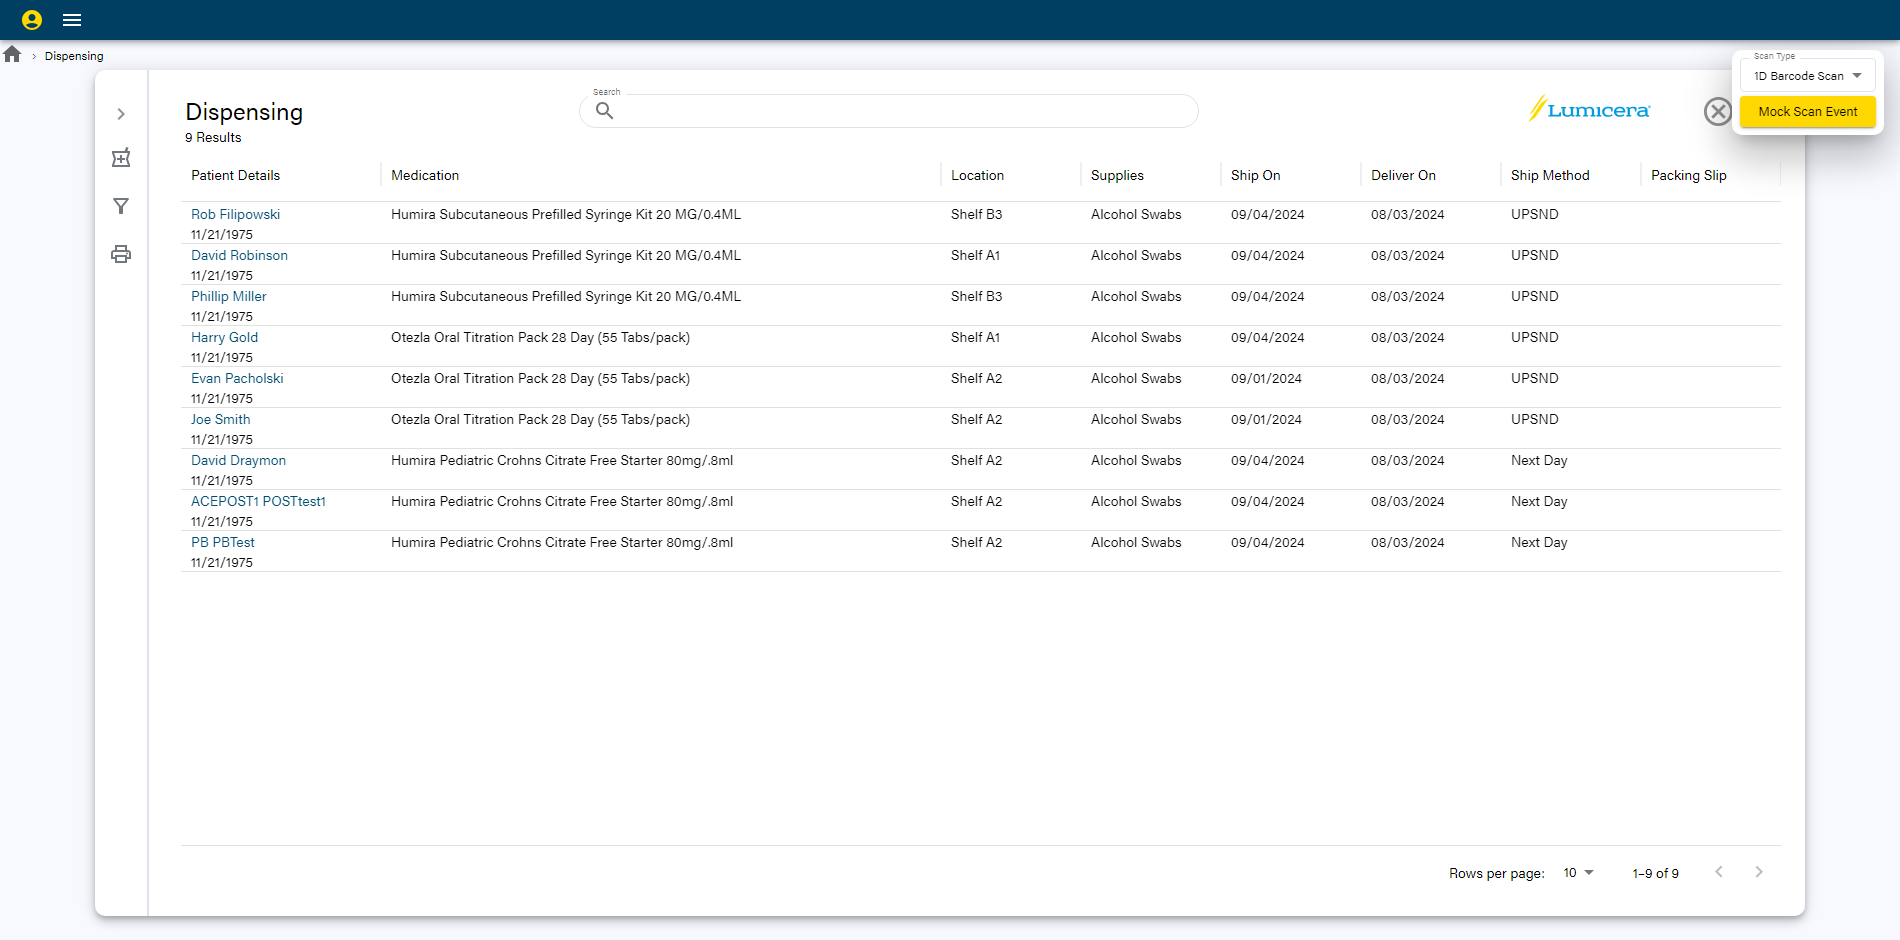 › Dispensing
Scan Type
1D Barcode Scan
Mock Scan Event
Dispensing
9 Results
Search
Lumicera
Patient Details Medication Location Supplies Ship On Deliver On Ship Method Packing Slip
Rob Filipowski Humira Subcutaneous Prefilled Syringe Kit 20 MG/0.4ML Shelf B3 Alcohol Swabs 09/04/2024 08/03/2024 UPSND
11/21/1975
David Robinson Humira Subcutaneous Prefilled Syringe Kit 20 MG/0.4ML Shelf A1 Alcohol Swabs 09/04/2024 08/03/2024 UPSND
11/21/1975
Phillip Miller Humira Subcutaneous Prefilled Syringe Kit 20 MG/0.4ML Shelf B3 Alcohol Swabs 09/04/2024 08/03/2024 UPSND
11/21/1975
Harry Gold Otezla Oral Titration Pack 28 Day (55 Tabs/pack) Shelf A1 Alcohol Swabs 09/04/2024 08/03/2024 UPSND
11/21/1975
Evan Pacholski Otezla Oral Titration Pack 28 Day (55 Tabs/pack) Shelf A2 Alcohol Swabs 09/01/2024 08/03/2024 UPSND
11/21/1975
Joe Smith Otezla Oral Titration Pack 28 Day (55 Tabs/pack) Shelf A2 Alcohol Swabs 09/01/2024 08/03/2024 UPSND
11/21/1975
David Draymon Humira Pediatric Crohns Citrate Free Starter 80mg/.8ml Shelf A2 Alcohol Swabs 09/04/2024 08/03/2024 Next Day
11/21/1975
ACEPOST1 POSTtest1 Humira Pediatric Crohns Citrate Free Starter 80mg/.8ml Shelf A2 Alcohol Swabs 09/04/2024 08/03/2024 Next Day
11/21/1975
PB PBTest Humira Pediatric Crohns Citrate Free Starter 80mg/.8ml Shelf A2 Alcohol Swabs 09/04/2024 08/03/2024 Next Day
11/21/1975
Rows per page: 10 1–9 of 9